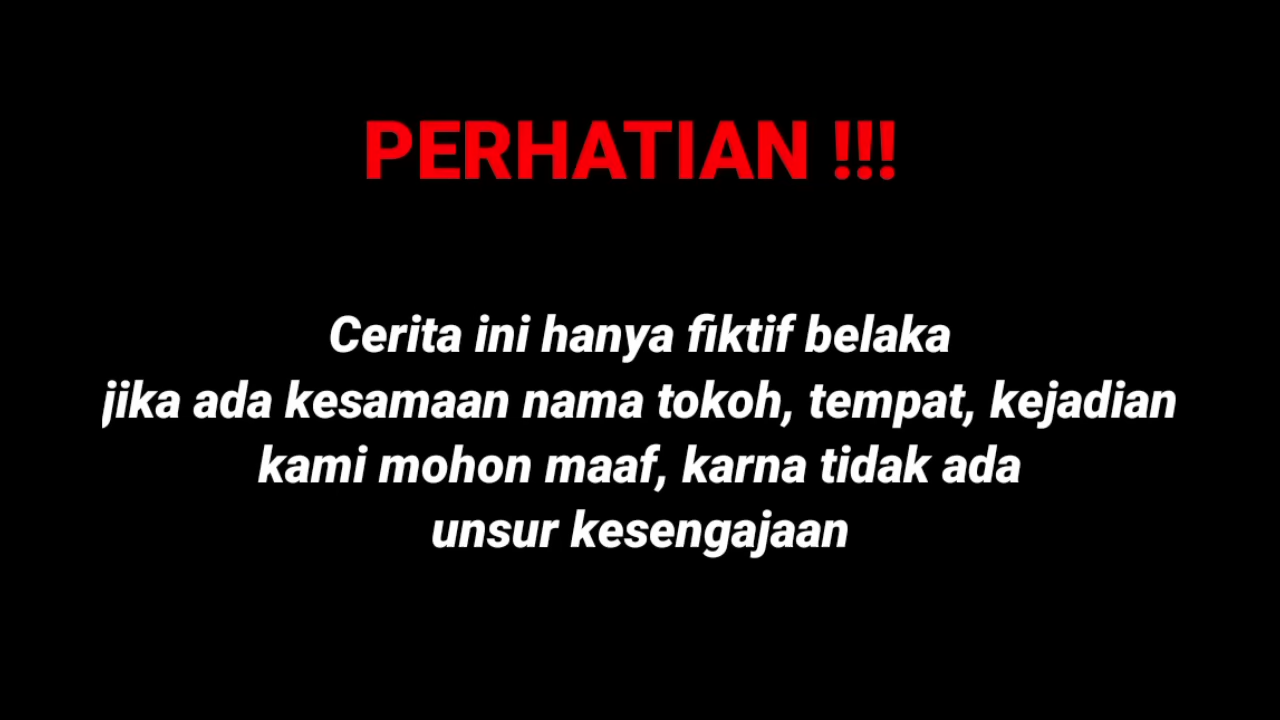 PERHATIAN !!!
Cerita ini hanya fiktif belaka
jika ada kesamaan nama tokoh, tempat, kejadian
kami mohon maaf, karna tidak ada
unsur kesengajaan